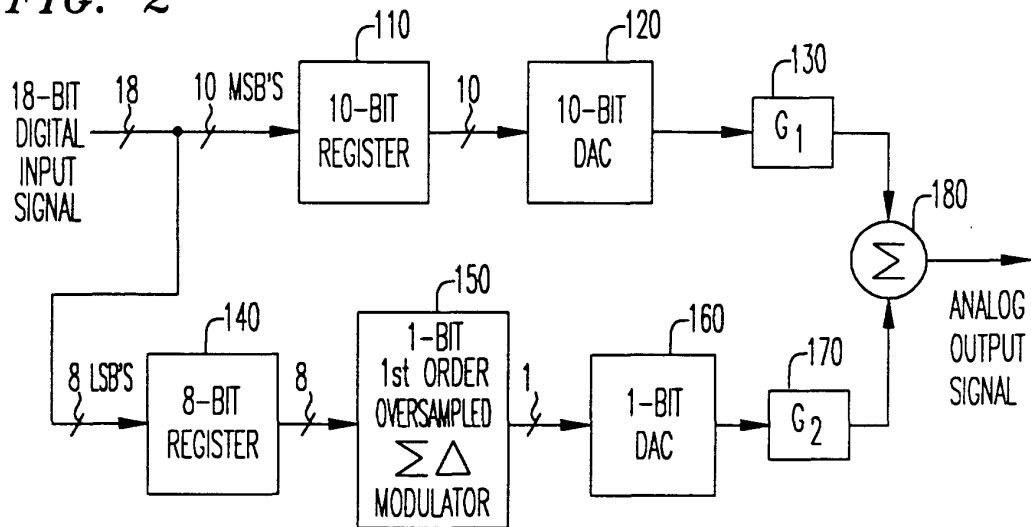 FIG. 2
110
120
130
18-BIT
DIGITAL
INPUT
SIGNAL
18
10 MSB'S
10-BIT
REGISTER
10
10-BIT
DAC
G1
180
Σ
ANALOG
OUTPUT
SIGNAL
140
150
160
170
8 LSB'S
8-BIT
REGISTER
8
1-BIT
1st ORDER
OVERSAMPLED
Σ Δ
MODULATOR
1
1-BIT
DAC
G2